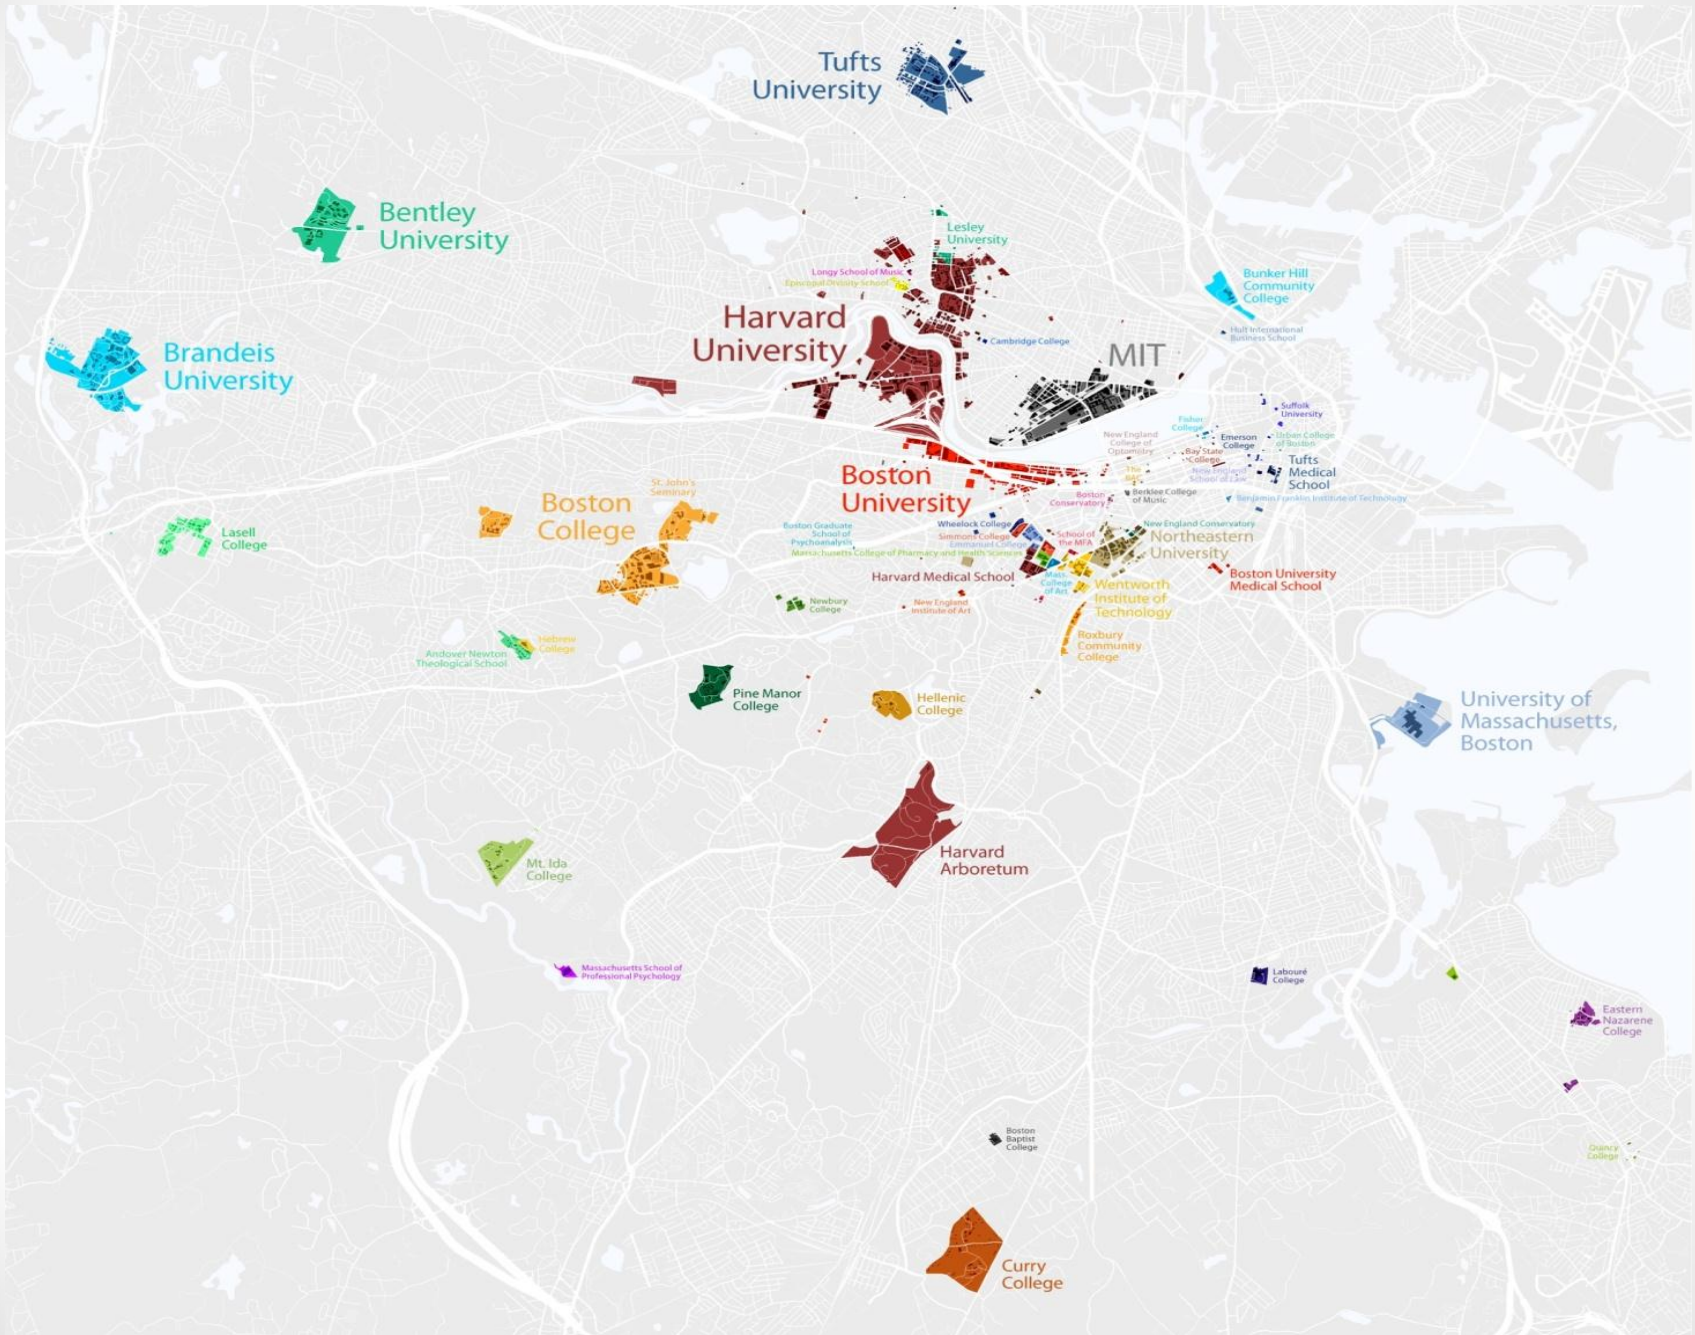 Tufts
University
Bentley
University
Lesley
University
Longy School of Music
Episcopal Divinity School
Bunker Hill
Community
College
Harvard
University
Hult International
Business School
Cambridge College
MIT
Brandeis
University
Suffolk
University
Fisher
College
New England
College of
Optometry
Emerson
College
Urban College
of Boston
Bay State
College
Tufts
Medical
School
New England
School of Law
The
BAC
Boston
University
Boston
Conservatory
Berklee College
of Music
Benjamin Franklin Institute of Technology
St. John's
Seminary
Boston
College
Lasell
College
Boston Graduate
School of
Psychoanalysis
Wheelock College
Simmons College
Emmanuel College
Massachusetts College of Pharmacy and Health Sciences
School of
the MFA
New England Conservatory
Northeastern
University
Harvard Medical School
Mass.
College
of Art
Boston University
Medical School
Wentworth
Institute of
Technology
Newbury
College
New England
Institute of Art
Roxbury
Community
College
Hebrew
College
Andover Newton
Theological School
Pine Manor
College
Hellenic
College
University of
Massachusetts,
Boston
Harvard
Arboretum
Mt. Ida
College
Massachusetts School of
Professional Psychology
Labouré
College
Eastern
Nazarene
College
Boston
Baptist
College
Quincy
College
Curry
College